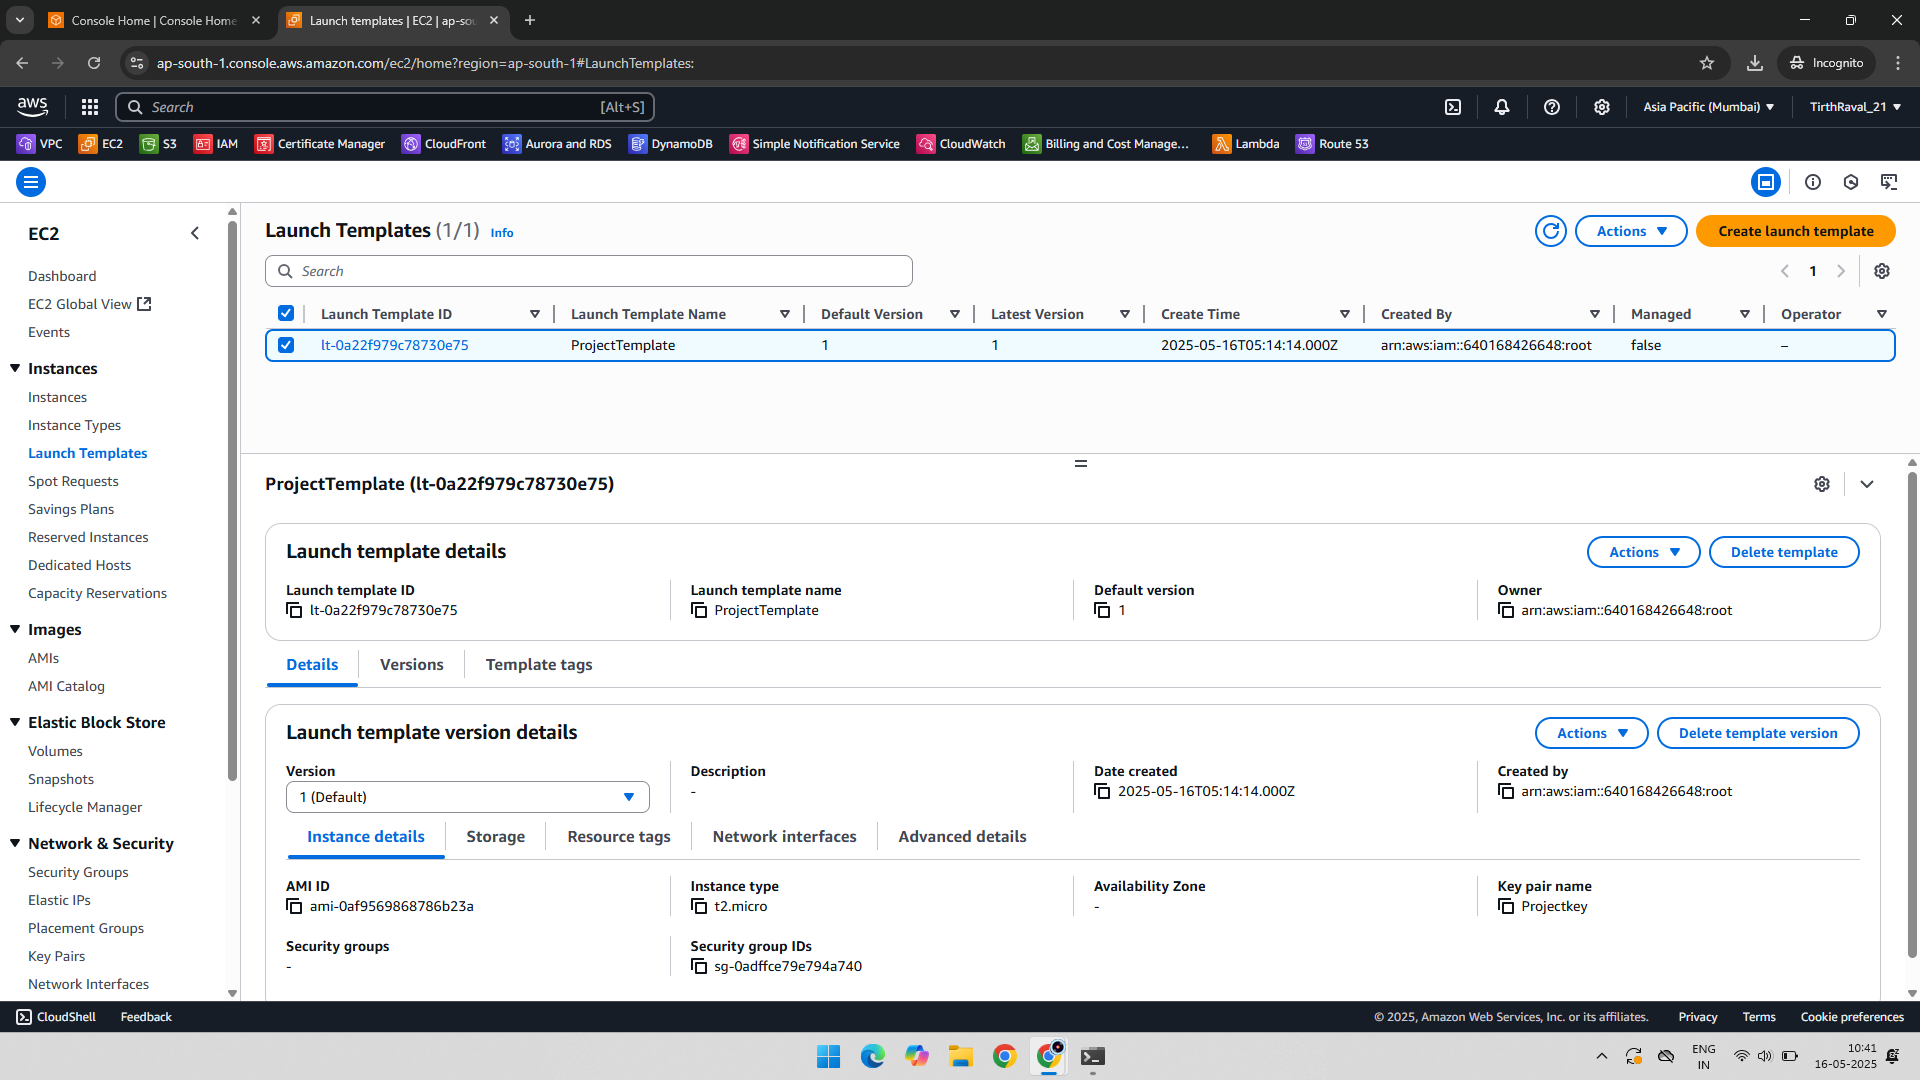 Console Home | Console Home
Launch templates | EC2 | ap-sou
ap-south-1.console.aws.amazon.com/ec2/home?region=ap-south-1#LaunchTemplates:
Incognito
aws
Search
[Alt+S]
Asia Pacific (Mumbai)
TirthRaval_21
VPC
EC2
S3
IAM
Certificate Manager
CloudFront
Aurora and RDS
DynamoDB
Simple Notification Service
CloudWatch
Billing and Cost Manage...
Lambda
Route 53
EC2
Dashboard
EC2 Global View
Events
Instances
Instances
Instance Types
Launch Templates
Spot Requests
Savings Plans
Reserved Instances
Dedicated Hosts
Capacity Reservations
Images
AMIs
AMI Catalog
Elastic Block Store
Volumes
Snapshots
Lifecycle Manager
Network & Security
Security Groups
Elastic IPs
Placement Groups
Key Pairs
Network Interfaces
Launch Templates (1/1) Info
Actions
Create launch template
Search
1
Launch Template ID
Launch Template Name
Default Version
Latest Version
Create Time
Created By
Managed
Operator
lt-0a22f979c78730e75
ProjectTemplate
1
1
2025-05-16T05:14:14.000Z
arn:aws:iam::640168426648:root
false
–
ProjectTemplate (lt-0a22f979c78730e75)
Launch template details
Actions
Delete template
Launch template ID
lt-0a22f979c78730e75
Launch template name
ProjectTemplate
Default version
1
Owner
arn:aws:iam::640168426648:root
Details
Versions
Template tags
Launch template version details
Actions
Delete template version
Version
1 (Default)
Description
-
Date created
2025-05-16T05:14:14.000Z
Created by
arn:aws:iam::640168426648:root
Instance details
Storage
Resource tags
Network interfaces
Advanced details
AMI ID
ami-0af9569868786b23a
Instance type
t2.micro
Availability Zone
-
Key pair name
Projectkey
Security groups
-
Security group IDs
sg-0adffce79e794a740
CloudShell
Feedback
© 2025, Amazon Web Services, Inc. or its affiliates.
Privacy
Terms
Cookie preferences
ENG
IN
10:41
16-05-2025